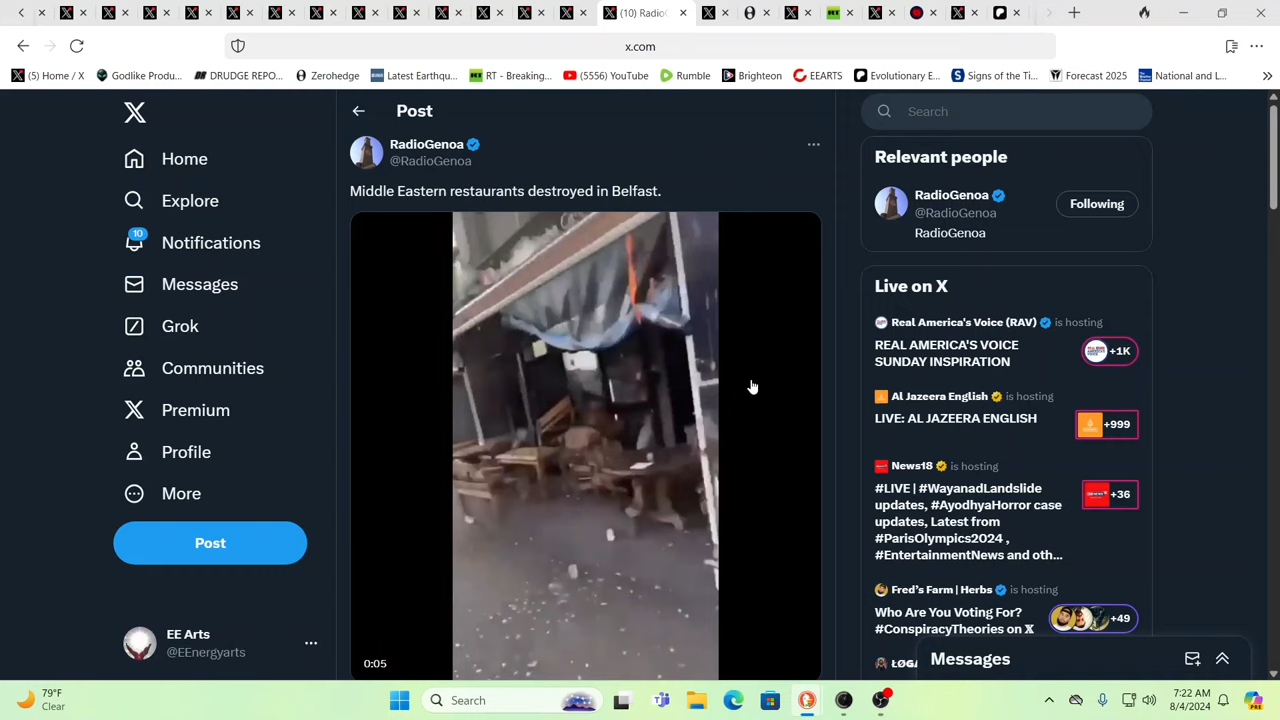 (10) Radio
x.com
(5) Home / X
Godlike Produ...
DRUDGE REPO...
Zerohedge
Latest Earthqu...
RT - Breaking...
(5556) YouTube
Rumble
Brighteon
EEARTS
Evolutionary E...
Signs of the Ti...
Forecast 2025
National and L...
Home
Explore
10
Notifications
Messages
Grok
Communities
Premium
Profile
More
Post
EE Arts
@EEnergyarts
Post
RadioGenoa
@RadioGenoa
Middle Eastern restaurants destroyed in Belfast.
0:05
Search
Relevant people
RadioGenoa
@RadioGenoa
Following
RadioGenoa
Live on X
Real America's Voice (RAV) is hosting
REAL AMERICA'S VOICE
SUNDAY INSPIRATION
+1K
Al Jazeera English is hosting
LIVE: AL JAZEERA ENGLISH
+999
News18 is hosting
#LIVE | #WayanadLandslide
updates, #AyodhyaHorror case
updates, Latest from
#ParisOlympics2024 ,
#EntertainmentNews and oth...
+36
Fred's Farm | Herbs is hosting
Who Are You Voting For?
#ConspiracyTheories on X
+49
Messages
79°F
Clear
Search
7:22 AM
8/4/2024